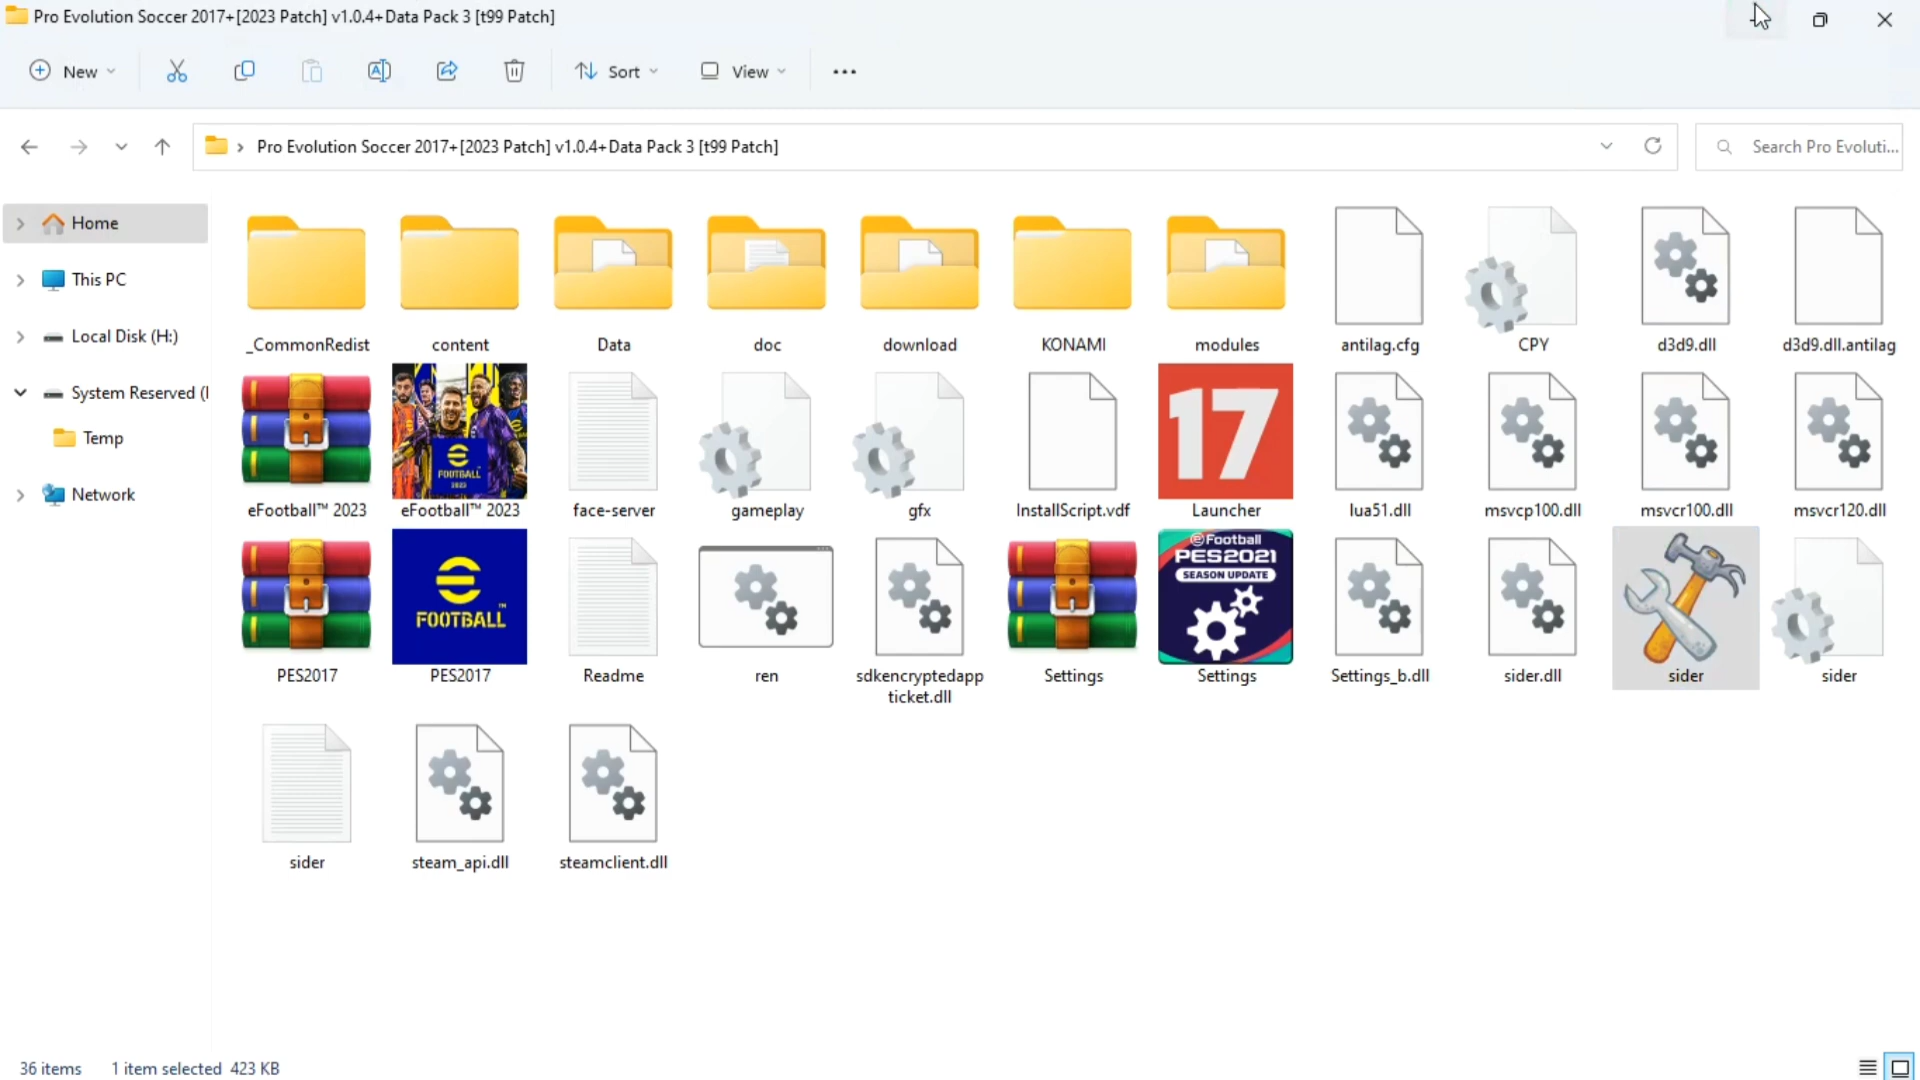 Pro Evolution Soccer 2017+[2023 Patch] v1.0.4+Data Pack 3 [t99 Patch]
New
Sort
View
Pro Evolution Soccer 2017+[2023 Patch] v1.0.4+Data Pack 3 [t99 Patch]
Search Pro Evoluti...
Home
This PC
Local Disk (H:)
System Reserved (
Temp
Network
_CommonRedist
content
Data
doc
download
KONAMI
modules
antilag.cfg
CPY
d3d9.dll
d3d9.dll.antilag
FOOTBALL
2023
17
eFootball™ 2023
eFootball™ 2023
face-server
gameplay
gfx
InstallScript.vdf
Launcher
lua51.dll
msvcp100.dll
msvcr100.dll
msvcr120.dll
FOOTBALL™
eFootball
PES2021
SEASON UPDATE
PES2017
PES2017
Readme
ren
sdkencryptedapp
ticket.dll
Settings
Settings
Settings_b.dll
sider.dll
sider
sider
sider
steam_api.dll
steamclient.dll
36 items
1 item selected 423 KB